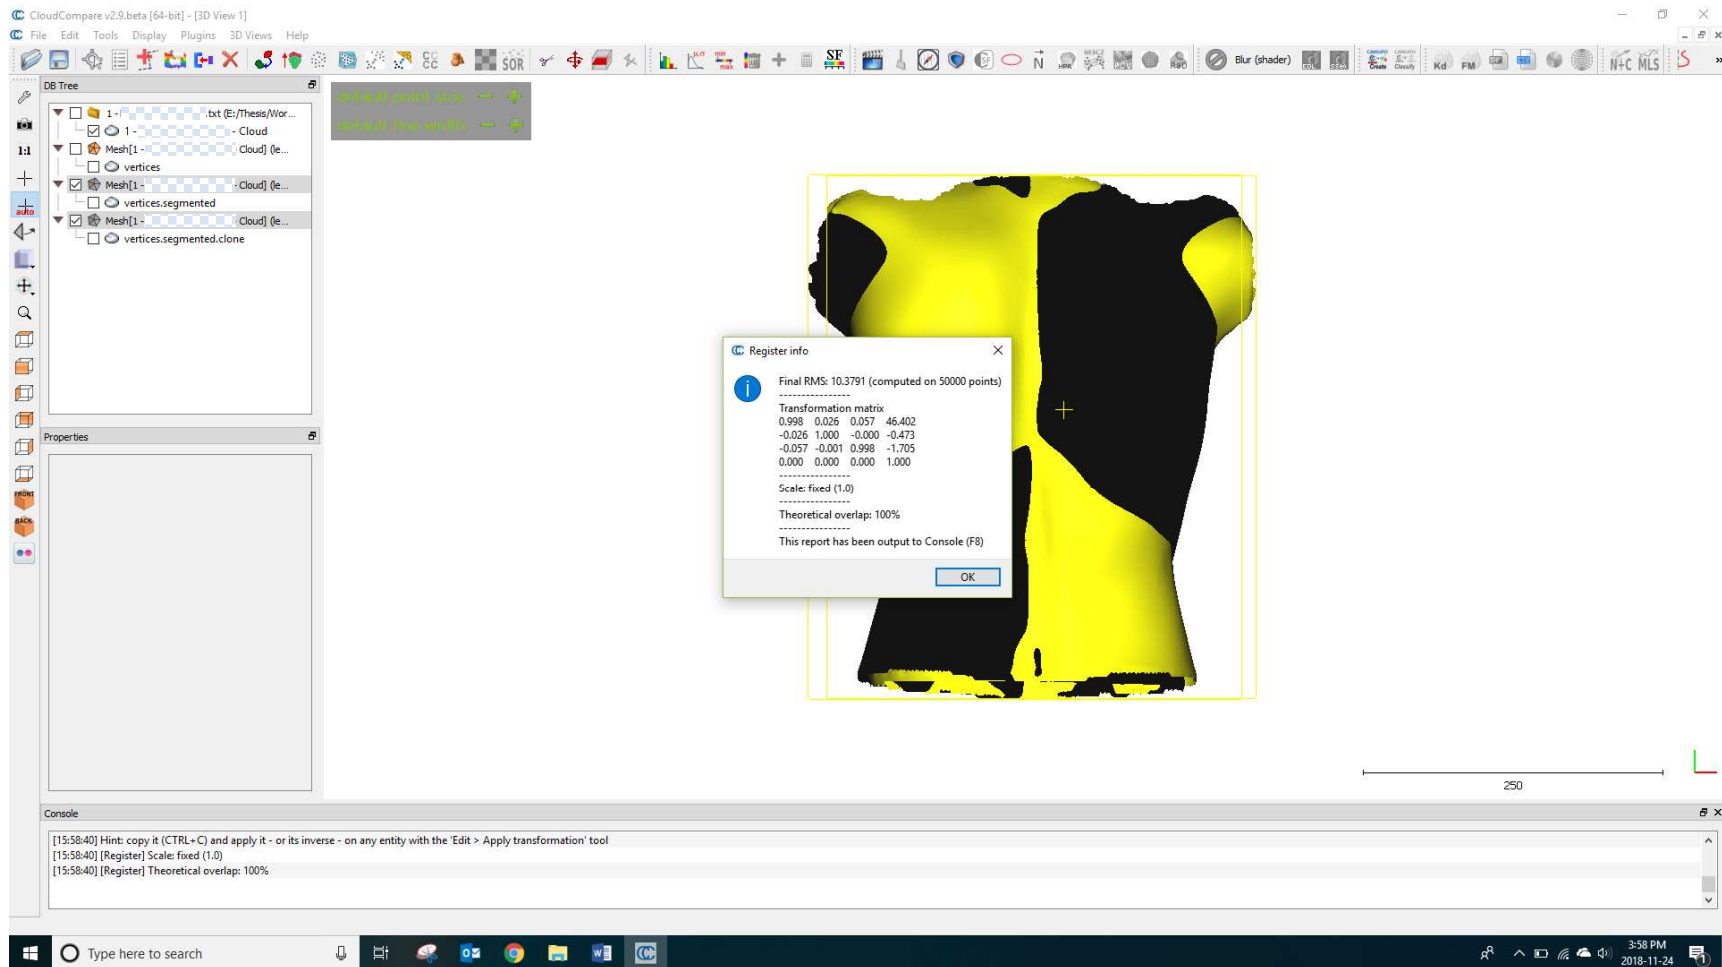 CloudCompare v2.9.beta [64-bit] - [3D View 1]
File Edit Tools Display Plugins 3D Views Help
SOR
SF
Blur (shader)
Kd FM
N+C MLS
DB Tree
1 - .txt (E:/Thesis/Wor...
1 - - Cloud
Mesh[1 - Cloud] (le...
vertices
Mesh[1 - - Cloud] (le...
vertices.segmented
Mesh[1 - Cloud] (le...
vertices.segmented.clone
1:1
auto
FRONT
BACK
default point size
default line width
Register info
Final RMS: 10.3791 (computed on 50000 points)
----------------
Transformation matrix
0.998 0.026 0.057 46.402
-0.026 1.000 -0.000 -0.473
-0.057 -0.001 0.998 -1.705
0.000 0.000 0.000 1.000
----------------
Scale: fixed (1.0)
----------------
Theoretical overlap: 100%
----------------
This report has been output to Console (F8)
OK
Properties
250
Console
[15:58:40] Hint: copy it (CTRL+C) and apply it - or its inverse - on any entity with the 'Edit > Apply transformation' tool
[15:58:40] [Register] Scale: fixed (1.0)
[15:58:40] [Register] Theoretical overlap: 100%
Type here to search
3:58 PM
2018-11-24